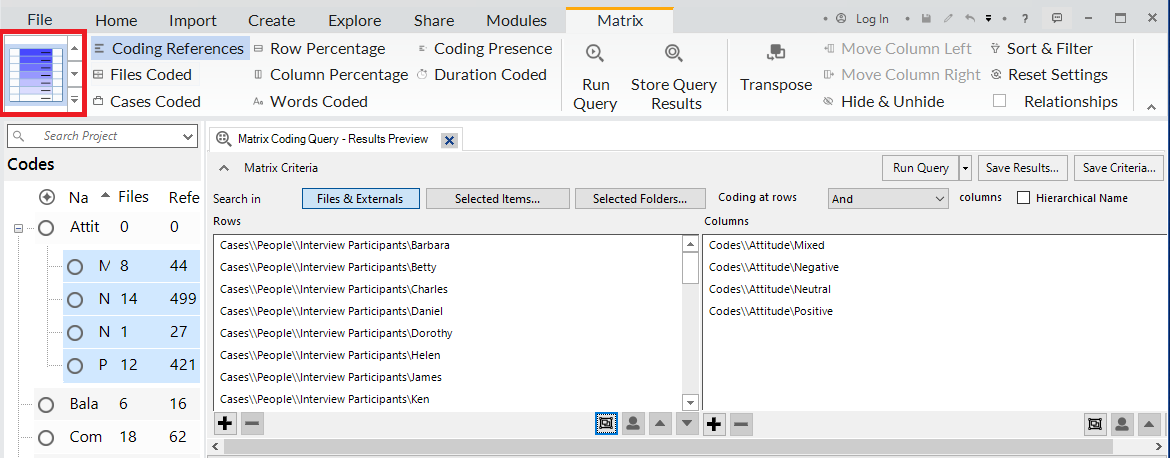 File Home Import Create Explore Share Modules Matrix Log In ?
Coding References Row Percentage Coding Presence Move Column Left Sort & Filter
Files Coded Column Percentage Duration Coded Run Query Store Query Results Transpose Move Column Right Reset Settings
Cases Coded Words Coded Hide & Unhide Relationships
Search Project Matrix Coding Query - Results Preview
Codes Matrix Criteria Run Query Save Results... Save Criteria...
Na Files Refe Search in Files & Externals Selected Items... Selected Folders... Coding at rows And columns Hierarchical Name
Attit 0 0 Rows Columns
Cases\\People\\Interview Participants\Barbara Codes\\Attitude\Mixed
M 8 44 Cases\\People\\Interview Participants\Betty Codes\\Attitude\Negative
N 14 499 Cases\\People\\Interview Participants\Charles Codes\\Attitude\Neutral
Cases\\People\\Interview Participants\Daniel Codes\\Attitude\Positive
N 1 27 Cases\\People\\Interview Participants\Dorothy
P 12 421 Cases\\People\\Interview Participants\Helen
Cases\\People\\Interview Participants\James
Bala 6 16 Cases\\People\\Interview Participants\Ken
Com 18 62